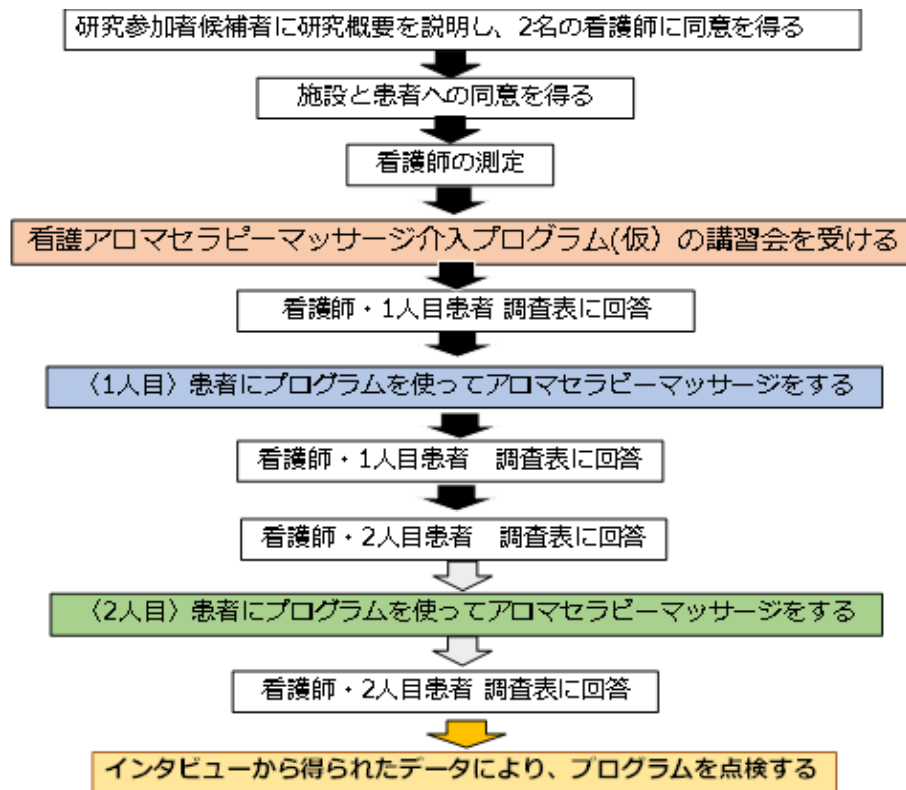 研究参加者候補者に研究概要を説明し、2名の看護師に同意を得る
施設と患者への同意を得る
看護師の測定
看護アロマセラピーマッサージ介入プログラム(仮）の講習会を受ける
看護師・1人目患者 調査表に回答
〈1人目〉患者にプログラムを使ってアロマセラピーマッサージをする
看護師・1人目患者　調査表に回答
看護師・2人目患者　調査表に回答
〈2人目〉患者にプログラムを使ってアロマセラピーマッサージをする
看護師・2人目患者 調査表に回答
インタビューから得られたデータにより、プログラムを点検する